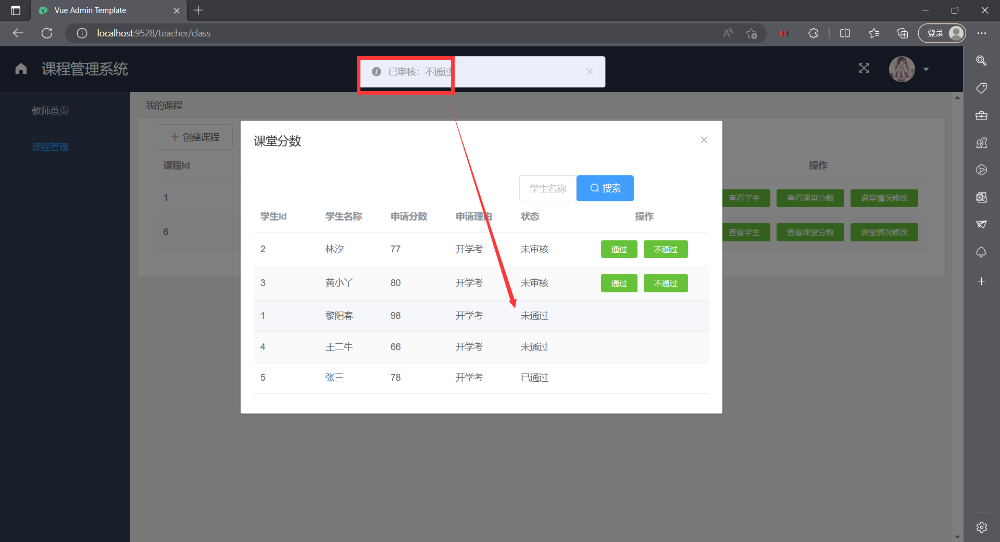 Vue Admin Template
localhost:9528/teacher/class
登录
课程管理系统
已审核：不通过
教师首页
课程管理
我的课程
创建课程
课程Id
操作
1
查看学生 查看课堂分数 课堂情况修改
6
查看学生 查看课堂分数 课堂情况修改
课堂分数
学生名称 搜索
学生id 学生名称 申请分数 申请理由 状态 操作
2 林汐 77 开学考 未审核 通过 不通过
3 黄小丫 80 开学考 未审核 通过 不通过
1 黎阳春 98 开学考 未通过
4 王二牛 66 开学考 未通过
5 张三 78 开学考 已通过